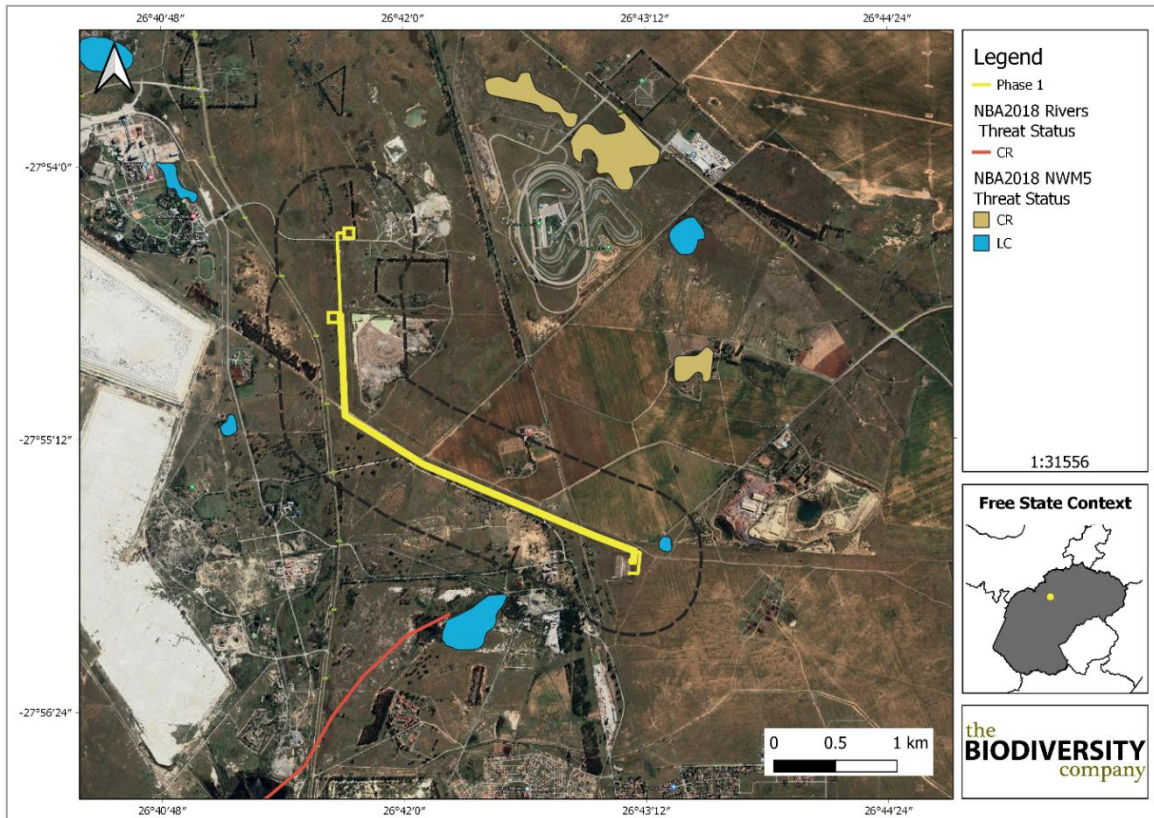 26°40'48" 26°42'0" 26°43'12" 26°44'24"
-27°54'0"
-27°55'12"
-27°56'24"
0 0.5 1 km
26°40'48" 26°42'0" 26°43'12" 26°44'24"
Legend
Phase 1
NBA2018 Rivers
Threat Status
CR
NBA2018 NWM5
Threat Status
CR
LC
1:31556
Free State Context
the
BIODIVERSITY
company